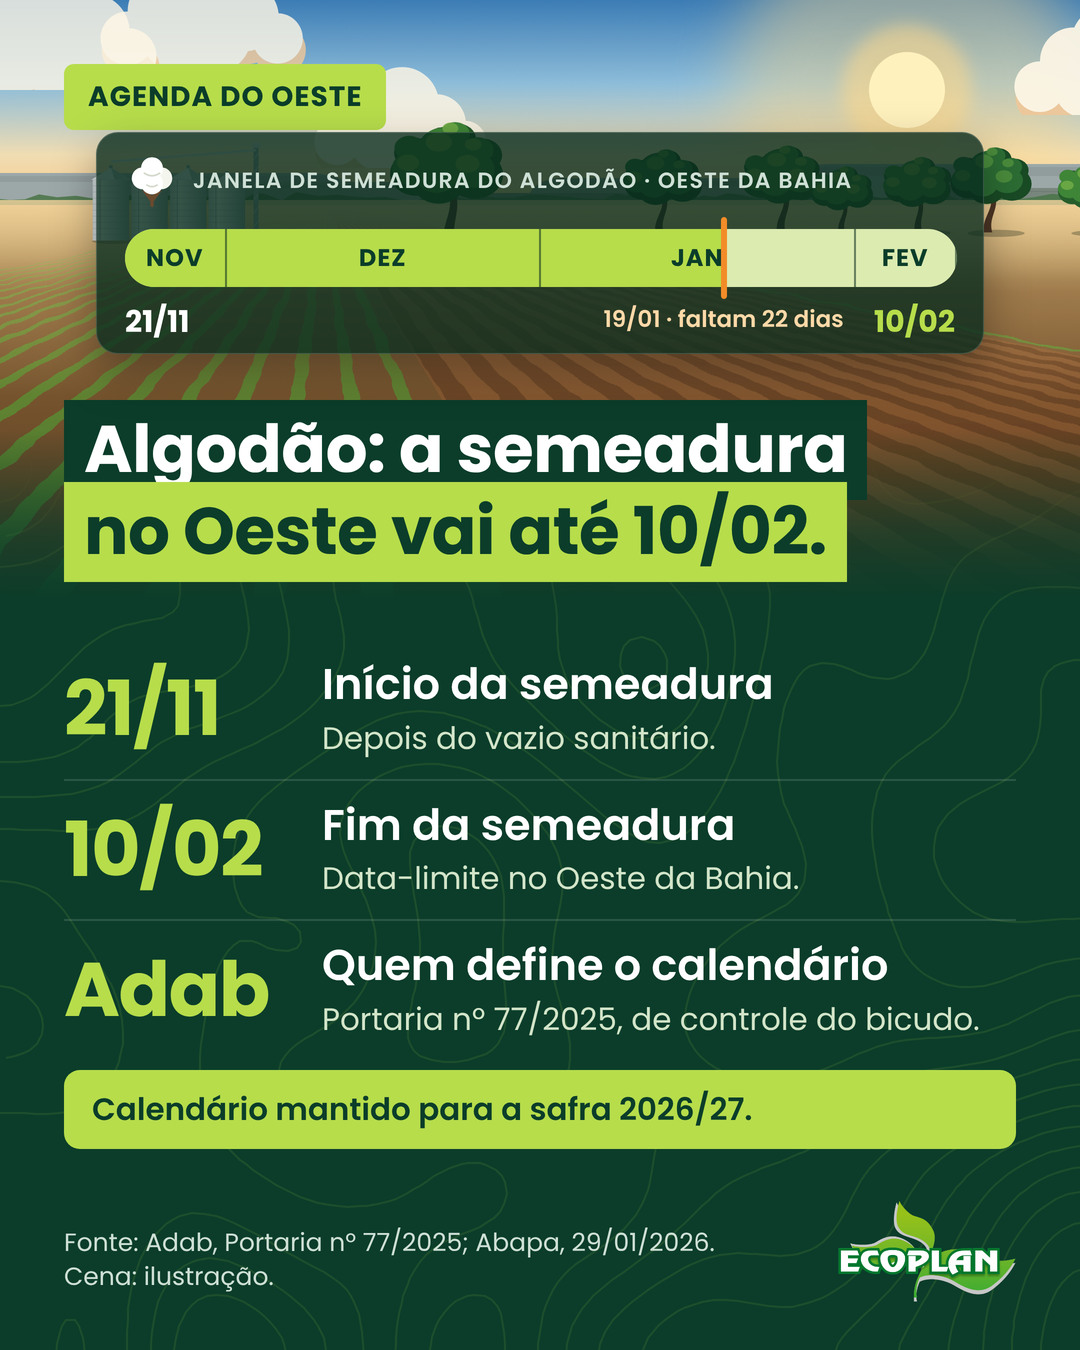 AGENDA DO OESTE
JANELA DE SEMEADURA DO ALGODÃO · OESTE DA BAHIA
NOV DEZ JAN FEV
21/11 19/01 · faltam 22 dias 10/02
Algodão: a semeadura
no Oeste vai até 10/02.
21/11
Início da semeadura
Depois do vazio sanitário.
10/02
Fim da semeadura
Data-limite no Oeste da Bahia.
Adab
Quem define o calendário
Portaria nº 77/2025, de controle do bicudo.
Calendário mantido para a safra 2026/27.
Fonte: Adab, Portaria nº 77/2025; Abapa, 29/01/2026.
Cena: ilustração.
ECOPLAN